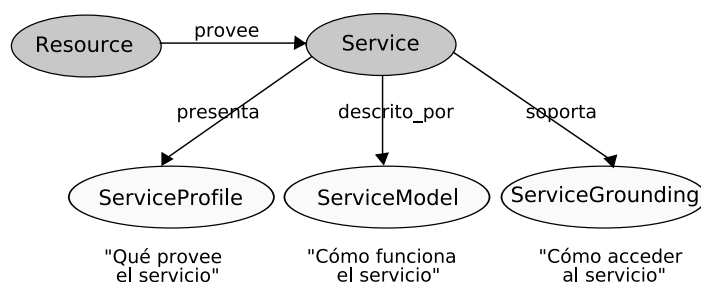 Resource
provee
Service
presenta
descrito_por
soporta
ServiceProfile
ServiceModel
ServiceGrounding
"Qué provee
el servicio"
"Cómo funciona
el servicio"
"Cómo acceder
al servicio"